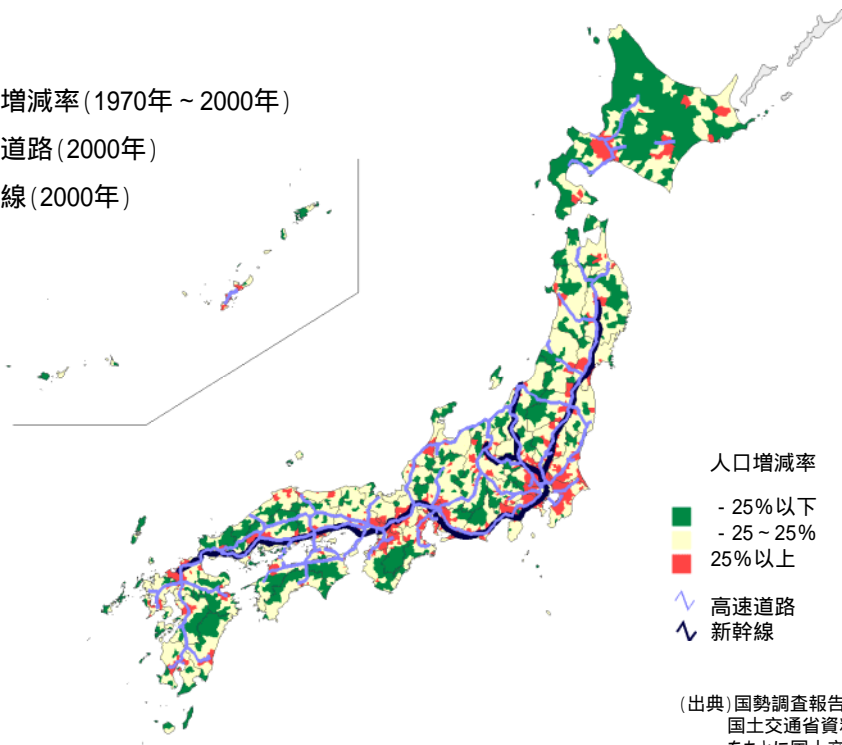 増減率(1970年～2000年)
道路(2000年)
線(2000年)
人口増減率
-25%以下
-25～25%
25%以上
高速道路
新幹線
(出典)国勢調査報告
国土交通省資